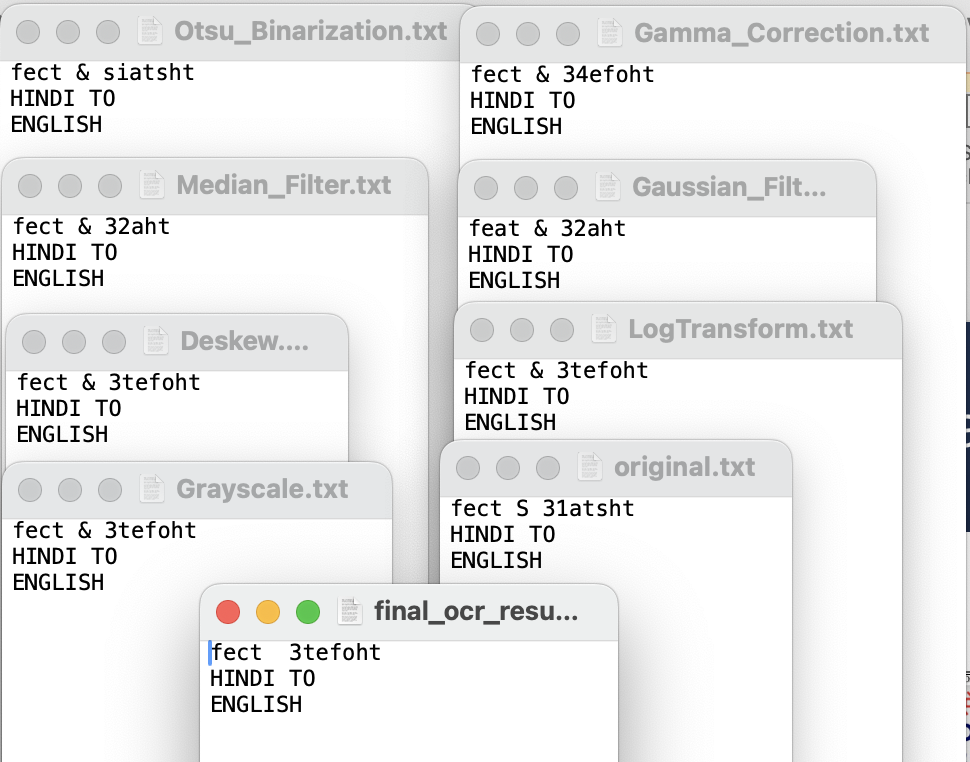 Otsu_Binarization.txt
fect & siatsht
HINDI TO
ENGLISH
Gamma_Correction.txt
fect & 34efoht
HINDI TO
ENGLISH
Median_Filter.txt
fect & 32aht
HINDI TO
ENGLISH
Gaussian_Filt...
feat & 32aht
HINDI TO
ENGLISH
Deskew....
fect & 3tefoht
HINDI TO
ENGLISH
LogTransform.txt
fect & 3tefoht
HINDI TO
ENGLISH
Grayscale.txt
fect & 3tefoht
HINDI TO
ENGLISH
original.txt
fect S 31atsht
HINDI TO
ENGLISH
final_ocr_resu...
fect  3tefoht
HINDI TO
ENGLISH